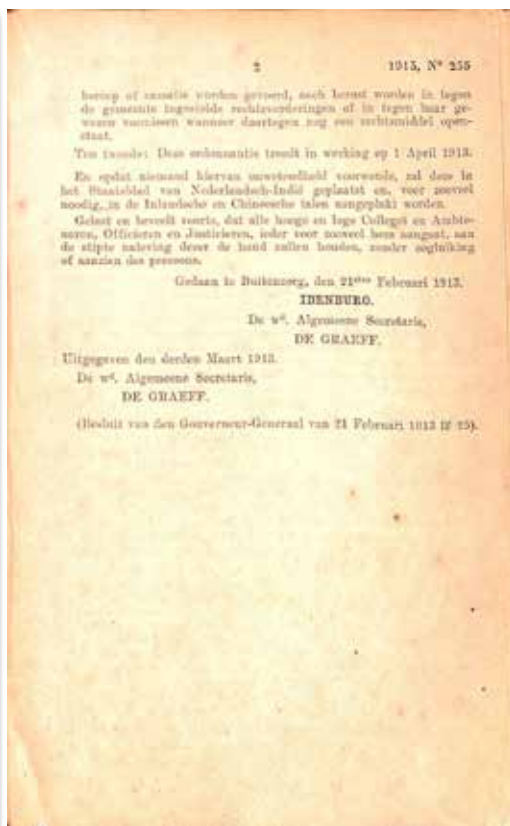 2
1913, Nº 255
beroep of cassatie worden gevoerd, noch berust worden in tegen
de gemeente ingestelde rechtsvorderingen of in tegen haar ge-
wezen vonnissen wanneer daartegen nog een rechtsmiddel open-
staat.
Ten tweede: Deze ordonnantie treedt in werking op 1 April 1913.
En opdat niemand hiervan onwetendheid voorwende, zal deze in
het Staatsblad van Nederlandsch-Indië geplaatst en, voor zooveel
noodig, in de Inlandsche en Chineesche talen aangeplakt worden.
Gelast en beveelt voorts, dat alle hooge en lage Colleges en Ambte-
naren, Officieren en Justicieren, ieder voor zooveel hem aangaat, aan
de stipte naleving dezer de hand zullen houden, zonder oogluiking
of aanzien des persoons.
Gedaan te Buitenzorg, den 21sten Februari 1913.
IDENBURG.
De wd. Algemeene Secretaris,
DE GRAEFF.
Uitgegeven den derden Maart 1913.
De wd. Algemeene Secretaris,
DE GRAEFF.
(Besluit van den Gouverneur-Generaal van 21 Februari 1913 Nº 25).